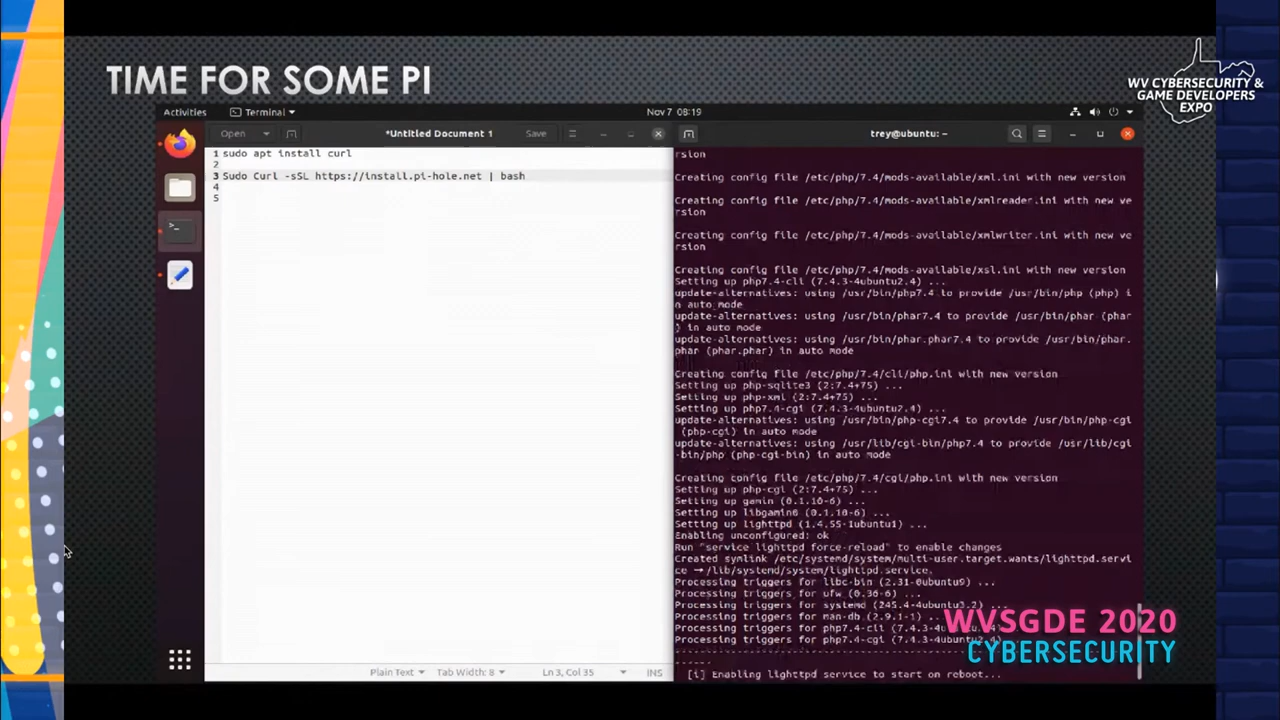 TIME FOR SOME PI
WV CYBERSECURITY &
GAME DEVELOPERS
EXPO
Activities
Terminal
Nov 7 08:19
Open
*Untitled Document 1
Save
trey@ubuntu: ~
1 sudo apt install curl
2
3 Sudo Curl -sSL https://install.pi-hole.net | bash
4
5
rsion
Creating config file /etc/php/7.4/mods-available/xml.ini with new version
Creating config file /etc/php/7.4/mods-available/xmlreader.ini with new ve
rsion
Creating config file /etc/php/7.4/mods-available/xmlwriter.ini with new ve
rsion
Creating config file /etc/php/7.4/mods-available/xsl.ini with new version
Setting up php7.4-cli (7.4.3-4ubuntu2.4) ...
update-alternatives: using /usr/bin/php7.4 to provide /usr/bin/php (php) i
n auto mode
update-alternatives: using /usr/bin/phar7.4 to provide /usr/bin/phar (phar
) in auto mode
update-alternatives: using /usr/bin/phar.phar7.4 to provide /usr/bin/phar.
phar (phar.phar) in auto mode
Creating config file /etc/php/7.4/cli/php.ini with new version
Setting up php-sqlite3 (2:7.4+75) ...
Setting up php-xml (2:7.4+75) ...
Setting up php7.4-cgi (7.4.3-4ubuntu2.4) ...
update-alternatives: using /usr/bin/php-cgi7.4 to provide /usr/bin/php-cgi
(php-cgi) in auto mode
update-alternatives: using /usr/lib/cgi-bin/php7.4 to provide /usr/lib/cgi
-bin/php (php-cgi-bin) in auto mode
Creating config file /etc/php/7.4/cgi/php.ini with new version
Setting up php-cgi (2:7.4+75) ...
Setting up gamin (0.1.10-6) ...
Setting up libgamin0 (0.1.10-6) ...
Setting up lighttpd (1.4.55-1ubuntu1) ...
Enabling unconfigured: ok
Run "service lighttpd force-reload" to enable changes
Created symlink /etc/systemd/system/multi-user.target.wants/lighttpd.servi
ce → /lib/systemd/system/lighttpd.service.
Processing triggers for libc-bin (2.31-0ubuntu9) ...
Processing triggers for ufw (0.36-6) ...
Processing triggers for systemd (245.4-4ubuntu3.2) ...
Processing triggers for man-db (2.9.1-1) ...
Processing triggers for php7.4-cli (7.4.3-4ubuntu2.4) ...
Processing triggers for php7.4-cgi (7.4.3-4ubuntu2.4) ...
[i] Enabling lighttpd service to start on reboot...
WVSGDE 2020
CYBERSECURITY
Plain Text
Tab Width: 8
Ln 3, Col 35
INS